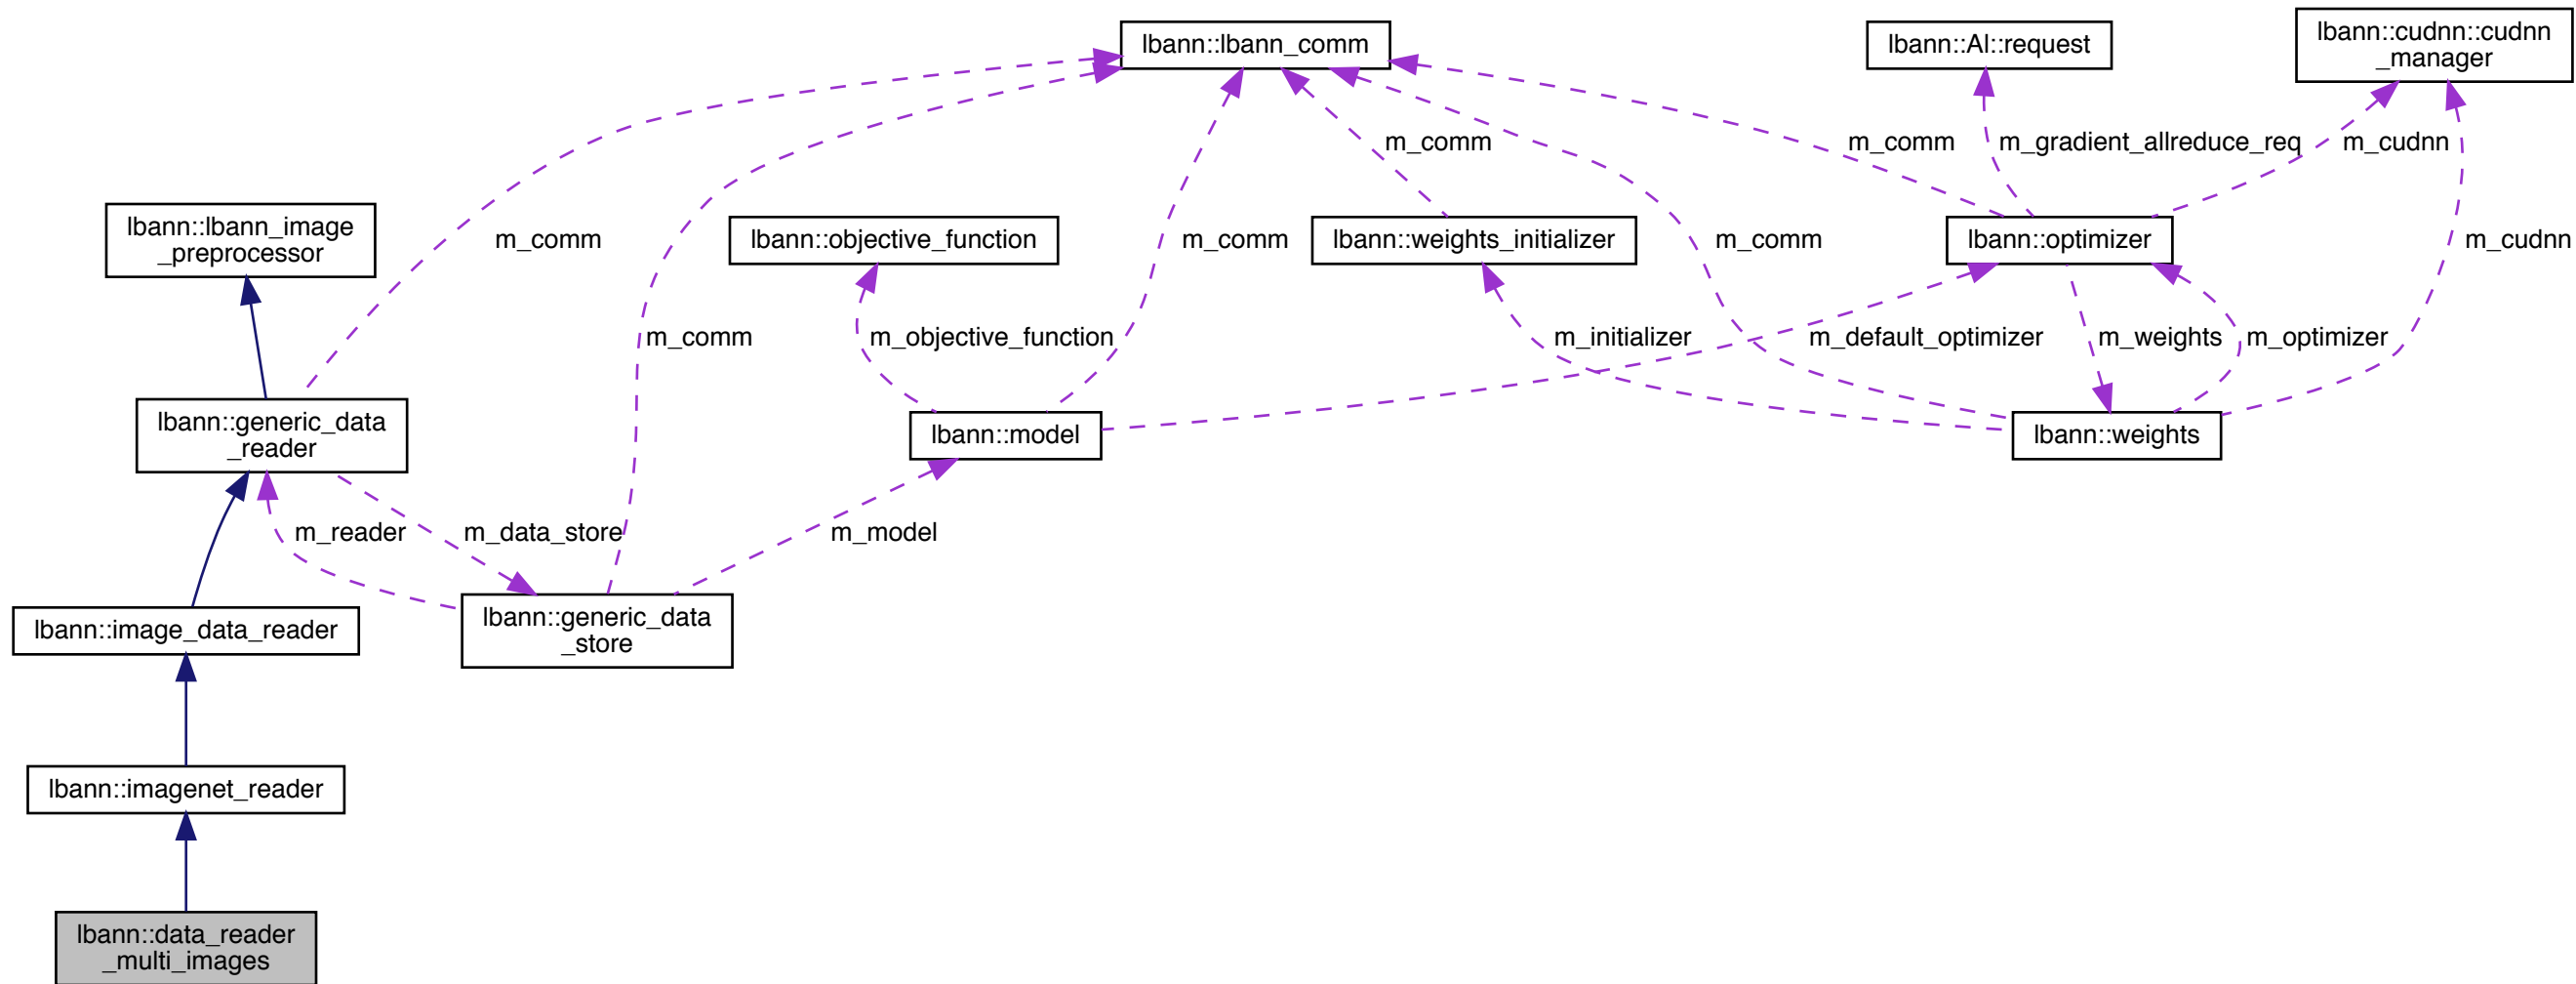 lbann::lbann_comm
lbann::Al::request
lbann::cudnn::cudnn
_manager
m_comm
m_comm
m_gradient_allreduce_req
m_cudnn
lbann::lbann_image
_preprocessor
m_comm
lbann::objective_function
m_comm
lbann::weights_initializer
m_comm
lbann::optimizer
m_cudnn
m_comm
m_objective_function
m_initializer
m_default_optimizer
m_weights
m_optimizer
lbann::generic_data
_reader
lbann::model
lbann::weights
m_reader
m_data_store
m_model
lbann::image_data_reader
lbann::generic_data
_store
lbann::imagenet_reader
lbann::data_reader
_multi_images